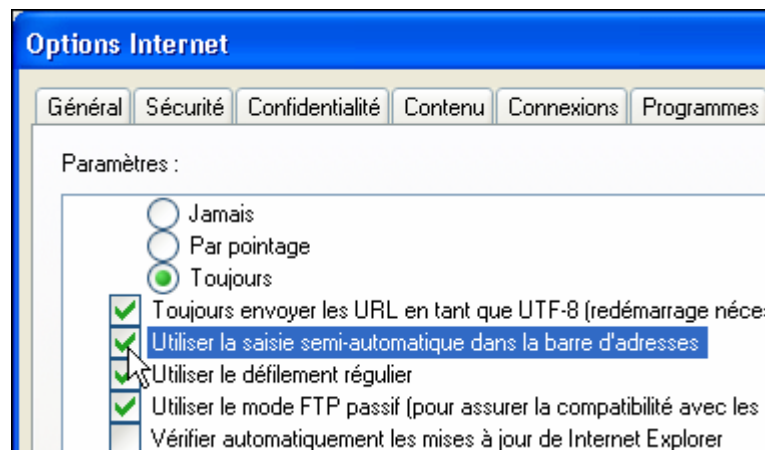 Options Internet
Général Sécurité Confidentialité Contenu Connexions Programmes
Paramètres :
Jamais
Par pointage
Toujours
Toujours envoyer les URL en tant que UTF-8 (redémarrage néces
Utiliser la saisie semi-automatique dans la barre d'adresses
Utiliser le défilement régulier
Utiliser le mode FTP passif (pour assurer la compatibilité avec les
Vérifier automatiquement les mises à jour de Internet Explorer